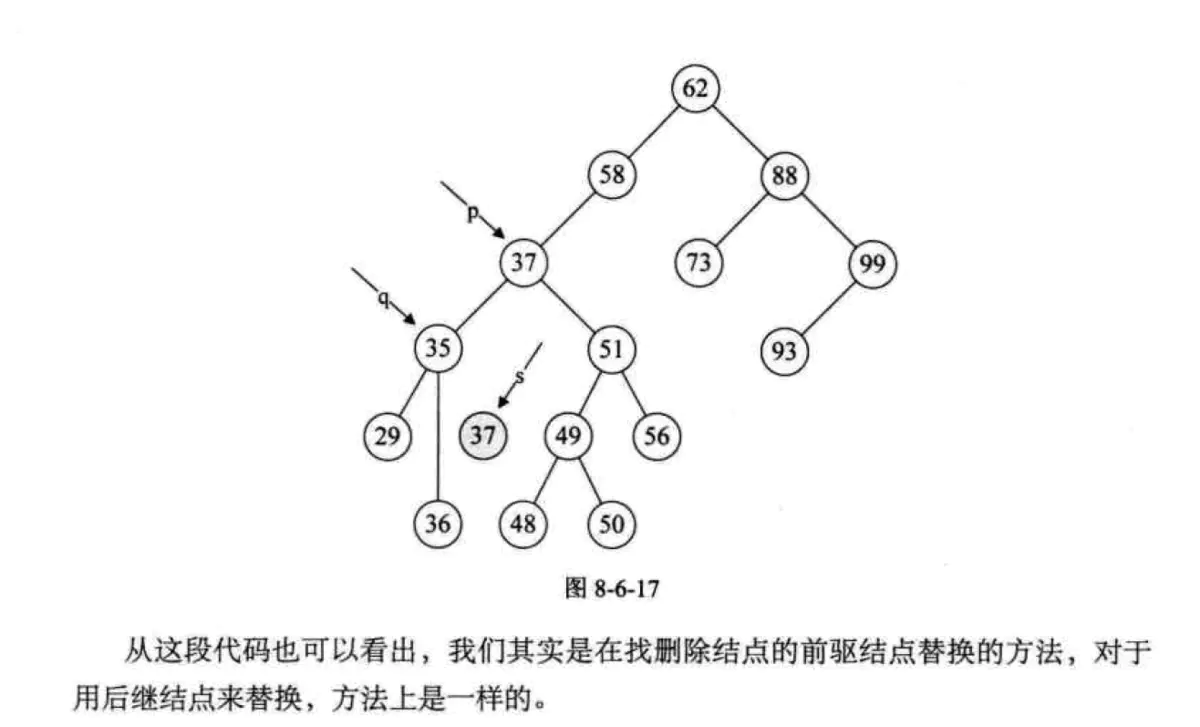 62
58 88
p
37 73 99
q
35 51 93
s
29 37 49 56
36 48 50
图 8-6-17
从这段代码也可以看出，我们其实是在找删除结点的前驱结点替换的方法，对于
用后继结点来替换，方法上是一样的。